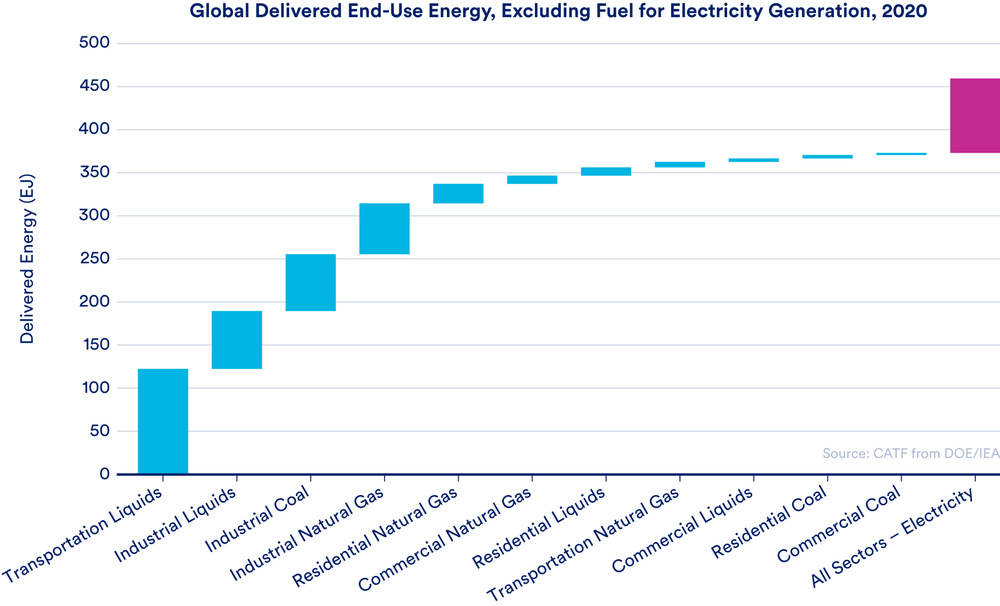 Global Delivered End-Use Energy, Excluding Fuel for Electricity Generation, 2020
Delivered Energy (EJ)
500
450
400
350
300
250
200
150
100
50
0
Source: CATF from DOE/IEA
Transportation Liquids
Industrial Liquids
Industrial Coal
Industrial Natural Gas
Residential Natural Gas
Commercial Natural Gas
Residential Liquids
Transportation Natural Gas
Commercial Liquids
Residential Coal
Commercial Coal
All Sectors – Electricity